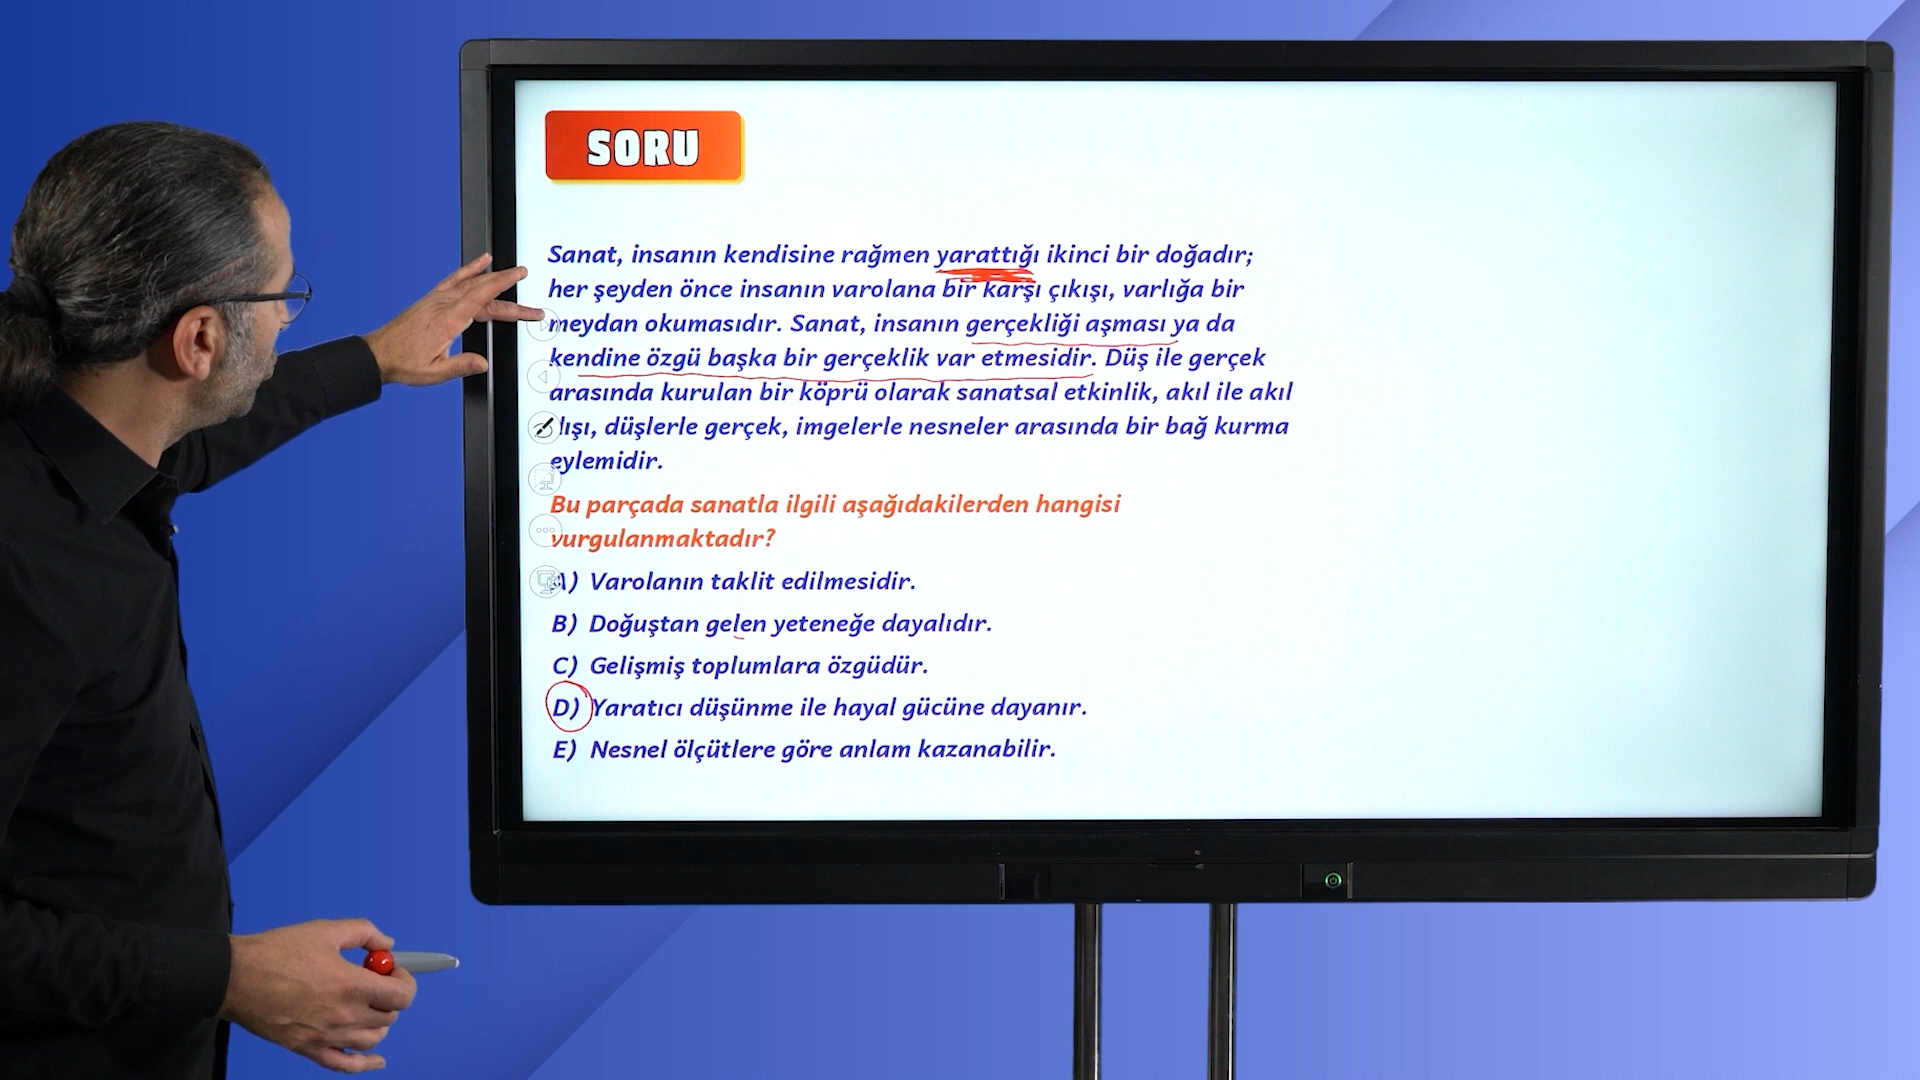 SORU
Sanat, insanın kendisine rağmen yarattığı ikinci bir doğadır;
her şeyden önce insanın varolana bir karşı çıkışı, varlığa bir
meydan okumasıdır. Sanat, insanın gerçekliği aşması ya da
kendine özgü başka bir gerçeklik var etmesidir. Düş ile gerçek
arasında kurulan bir köprü olarak sanatsal etkinlik, akıl ile akıl
dışı, düşlerle gerçek, imgelerle nesneler arasında bir bağ kurma
eylemidir.
Bu parçada sanatla ilgili aşağıdakilerden hangisi
vurgulanmaktadır?
A) Varolanın taklit edilmesidir.
B) Doğuştan gelen yeteneğe dayalıdır.
C) Gelişmiş toplumlara özgüdür.
D) Yaratıcı düşünme ile hayal gücüne dayanır.
E) Nesnel ölçütlere göre anlam kazanabilir.